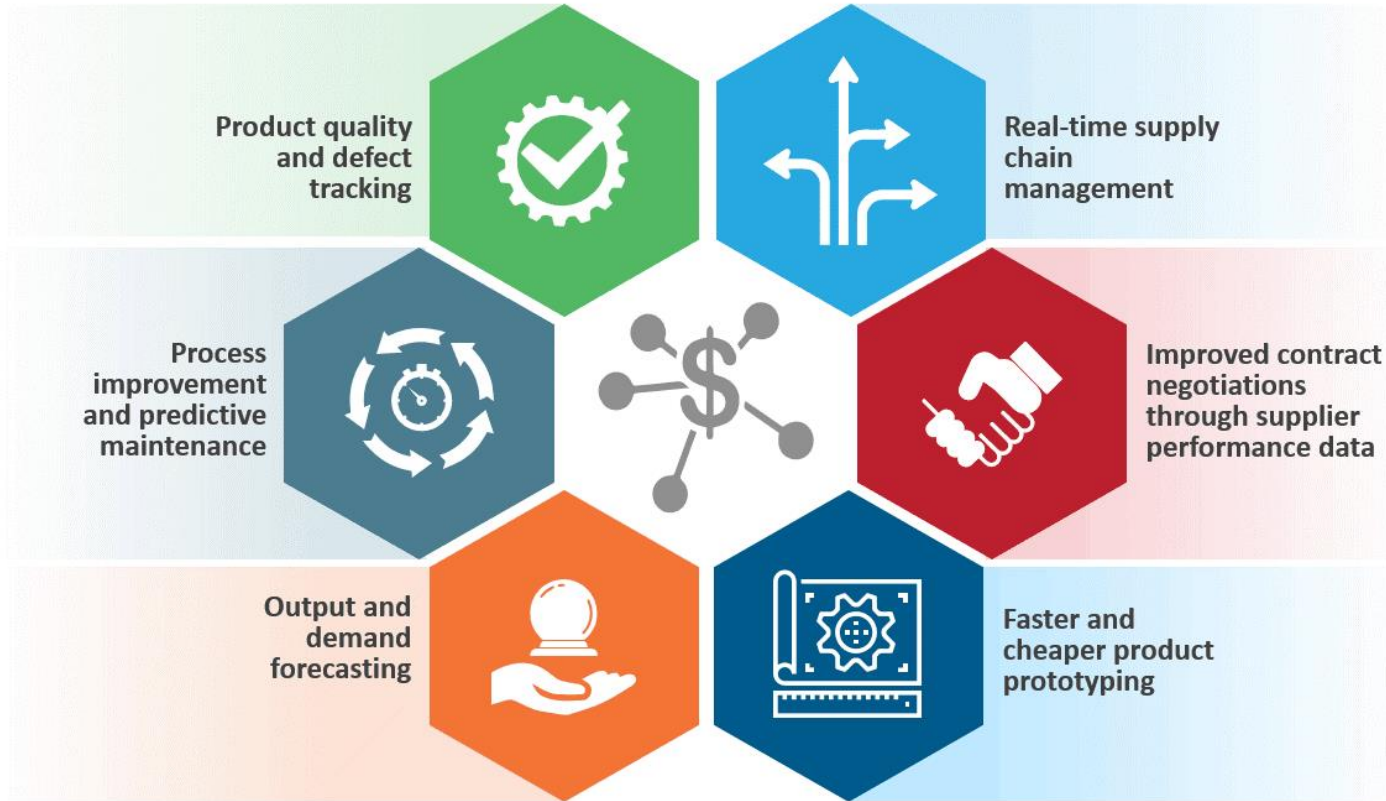 Product quality
and defect
tracking
Real-time supply
chain
management
Process
improvement
and predictive
maintenance
Improved contract
negotiations
through supplier
performance data
Output and
demand
forecasting
Faster and
cheaper product
prototyping
$